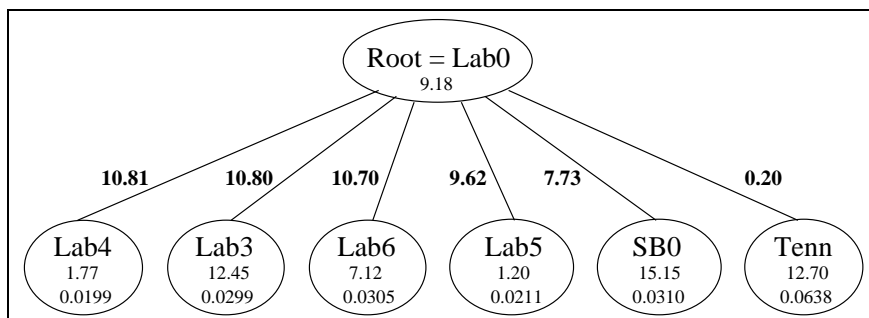 Root = Lab0
9.18
10.81 10.80 10.70 9.62 7.73 0.20
Lab4 Lab3 Lab6 Lab5 SB0 Tenn
1.77 12.45 7.12 1.20 15.15 12.70
0.0199 0.0299 0.0305 0.0211 0.0310 0.0638